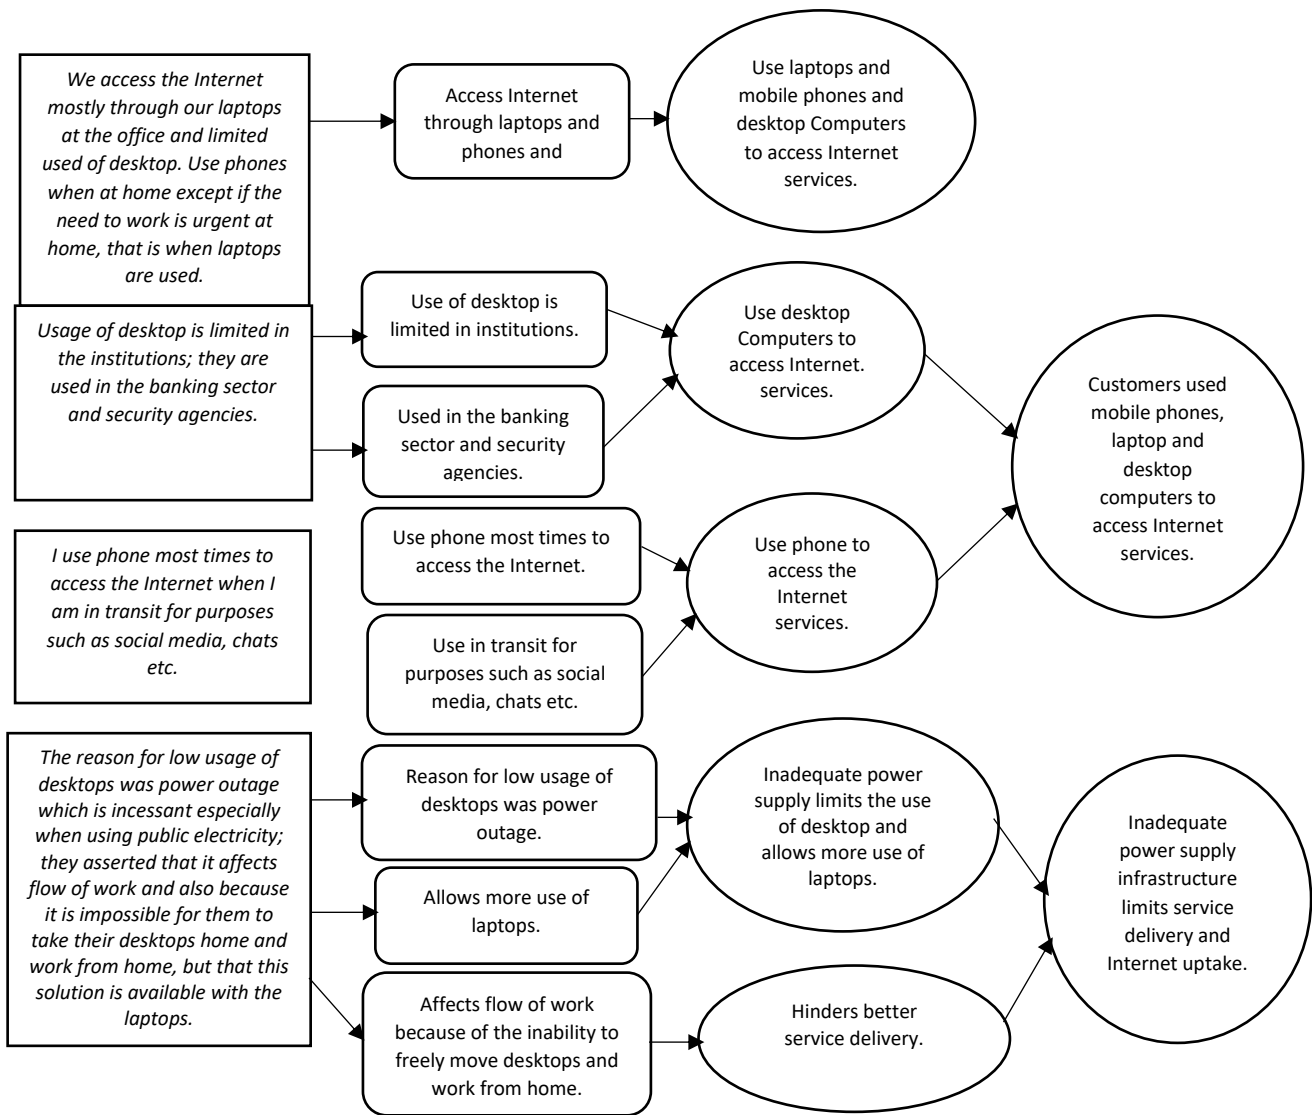 We access the Internet
mostly through our laptops
at the office and limited
used of desktop. Use phones
when at home except if the
need to work is urgent at
home, that is when laptops
are used.
Access Internet
through laptops and
phones and
Use laptops and
mobile phones and
desktop Computers
to access Internet
services.
Usage of desktop is limited in
the institutions; they are
used in the banking sector
and security agencies.
Use of desktop is
limited in institutions.
Used in the banking
sector and security
agencies.
Use desktop
Computers to
access Internet.
services.
Customers used
mobile phones,
laptop and
desktop
computers to
access Internet
services.
I use phone most times to
access the Internet when I
am in transit for purposes
such as social media, chats
etc.
Use phone most times to
access the Internet.
Use in transit for
purposes such as social
media, chats etc.
Use phone to
access the
Internet
services.
The reason for low usage of
desktops was power outage
which is incessant especially
when using public electricity;
they asserted that it affects
flow of work and also because
it is impossible for them to
take their desktops home and
work from home, but that this
solution is available with the
laptops.
Reason for low usage of
desktops was power
outage.
Allows more use of
laptops.
Affects flow of work
because of the inability to
freely move desktops and
work from home.
Inadequate power
supply limits the use
of desktop and
allows more use of
laptops.
Hinders better
service delivery.
Inadequate
power supply
infrastructure
limits service
delivery and
Internet uptake.